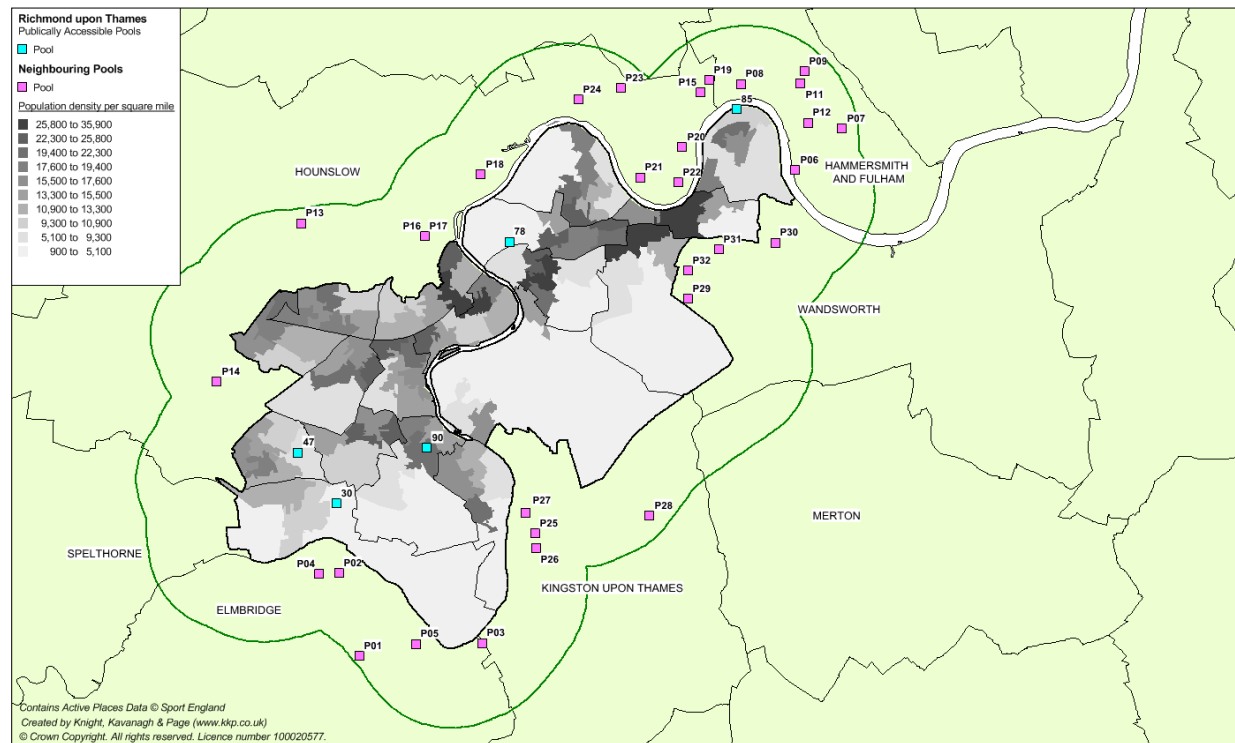 Richmond upon Thames
Publically Accessible Pools
Pool
Neighbouring Pools
Pool
Population density per square mile
25,800 to 35,900
22,300 to 25,800
19,400 to 22,300
17,600 to 19,400
15,500 to 17,600
13,300 to 15,500
10,900 to 13,300
9,300 to 10,900
5,100 to 9,300
900 to 5,100
P09
P19
P08
P23
P15
P11
P24
85
P12
P07
P20
P06
HAMMERSMITH
AND FULHAM
HOUNSLOW
P18
P21
P22
P13
P16 P17
78
P31
P30
P32
P29
WANDSWORTH
P14
90
47
30
P27
P28
MERTON
P25
P26
SPELTHORNE
P04
P02
KINGSTON UPON THAMES
ELMBRIDGE
P05
P03
P01
Contains Active Places Data © Sport England
Created by Knight, Kavanagh & Page (www.kkp.co.uk)
© Crown Copyright. All rights reserved. Licence number 100020577.